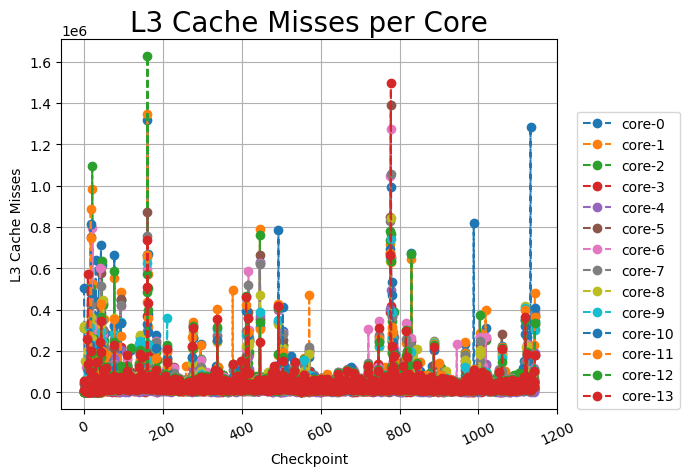 L3 Cache Misses per Core
1e6
1.6
1.4
1.2
1.0
0.8
0.6
0.4
0.2
0.0
L3 Cache Misses
0 200 400 600 800 1000 1200
Checkpoint
core-0
core-1
core-2
core-3
core-4
core-5
core-6
core-7
core-8
core-9
core-10
core-11
core-12
core-13